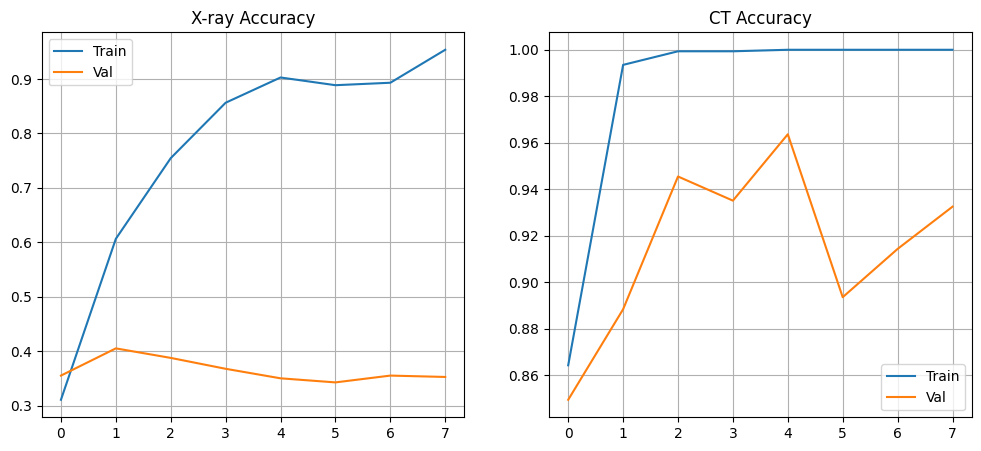 X-ray Accuracy
Train
Val
0.9
0.8
0.7
0.6
0.5
0.4
0.3
0 1 2 3 4 5 6 7
CT Accuracy
1.00
0.98
0.96
0.94
0.92
0.90
0.88
0.86
Train
Val
0 1 2 3 4 5 6 7